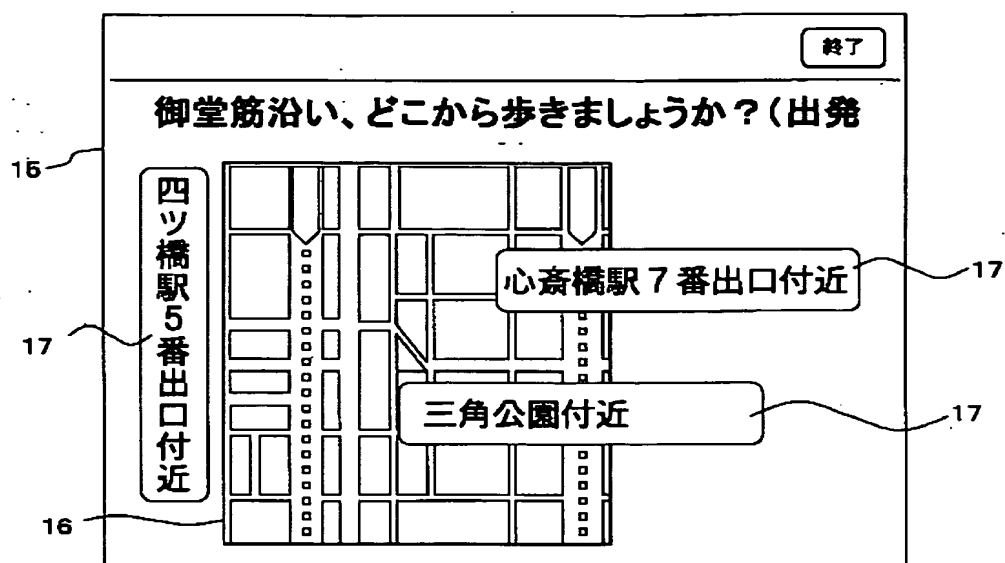 終了
御堂筋沿い、どこから歩きましょうか？(出発
15
四ツ橋駅5番出口付近
心斎橋駅7番出口付近
17
17
三角公園付近
17
16